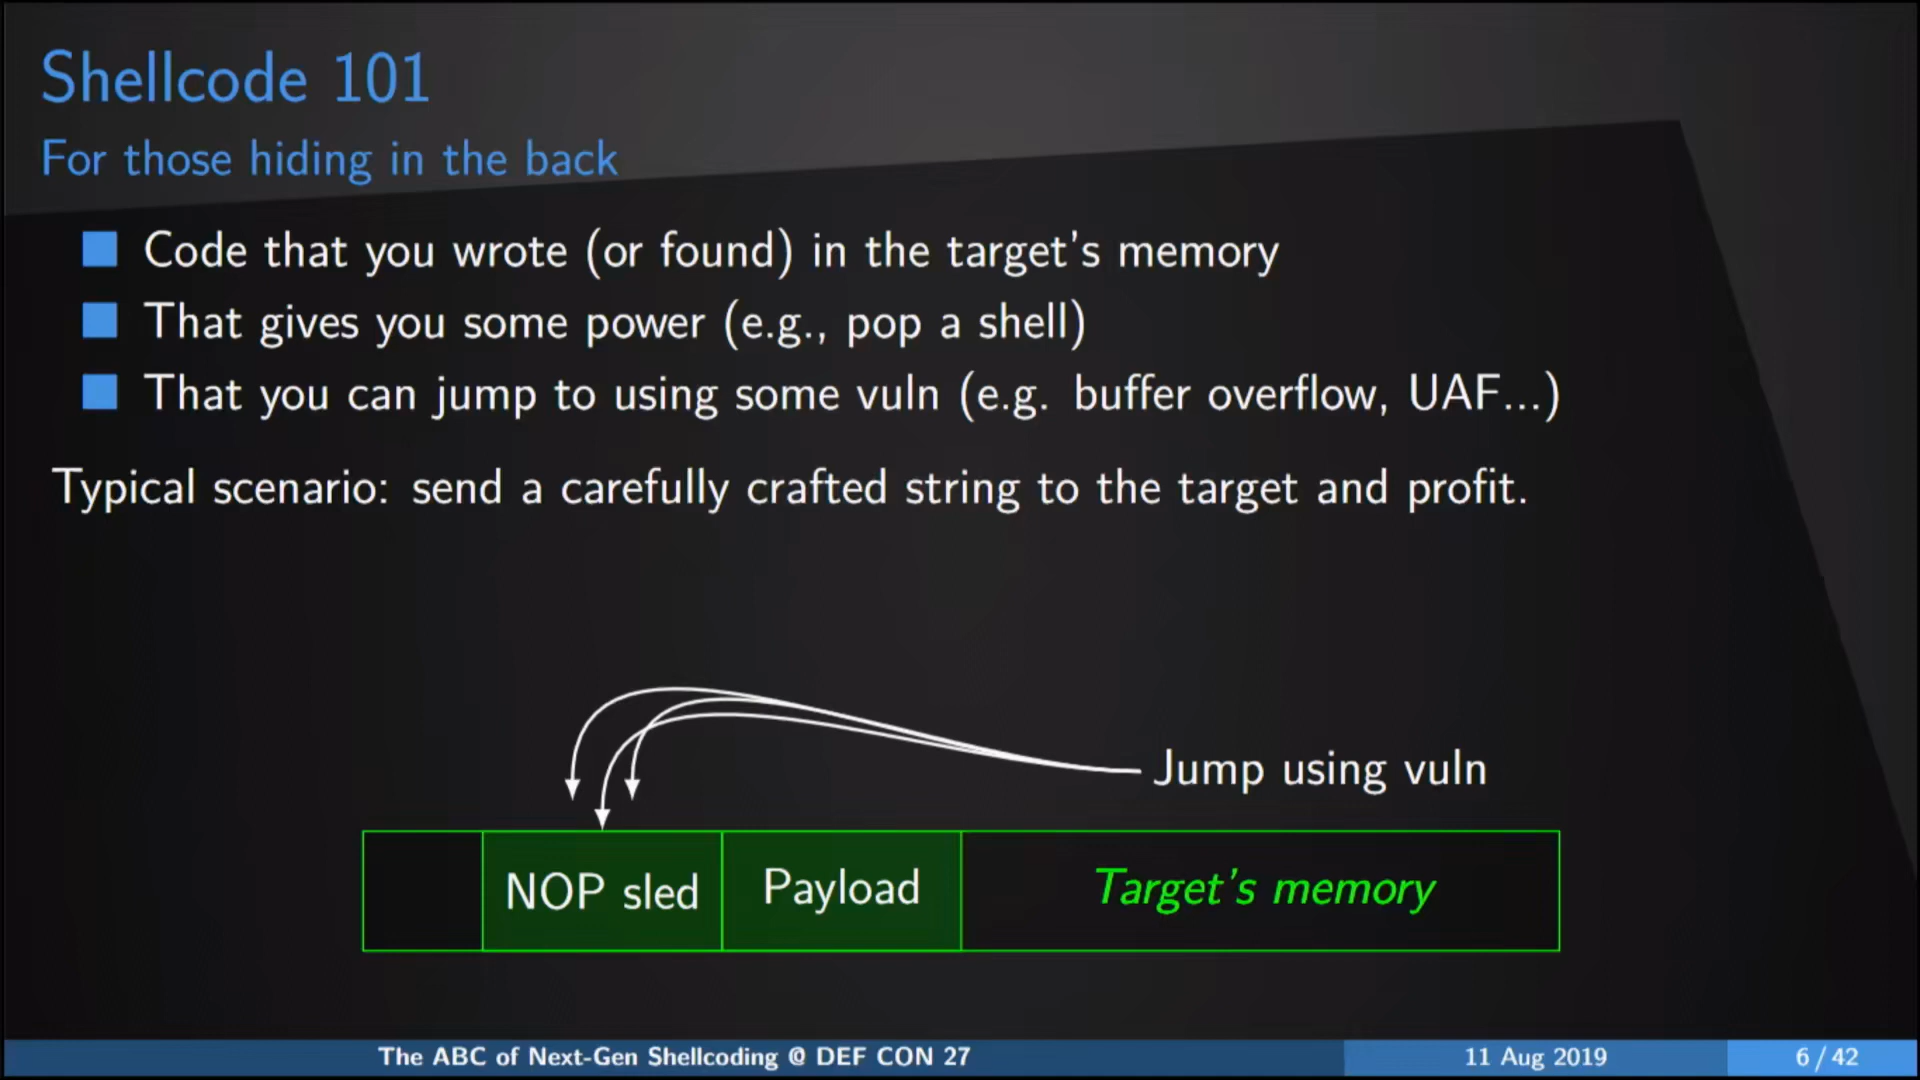 Shellcode 101
For those hiding in the back
Code that you wrote (or found) in the target's memory
That gives you some power (e.g., pop a shell)
That you can jump to using some vuln (e.g. buffer overflow, UAF...)
Typical scenario: send a carefully crafted string to the target and profit.
Jump using vuln
NOP sled Payload Target's memory
The ABC of Next-Gen Shellcoding @ DEF CON 27 11 Aug 2019 6 / 42